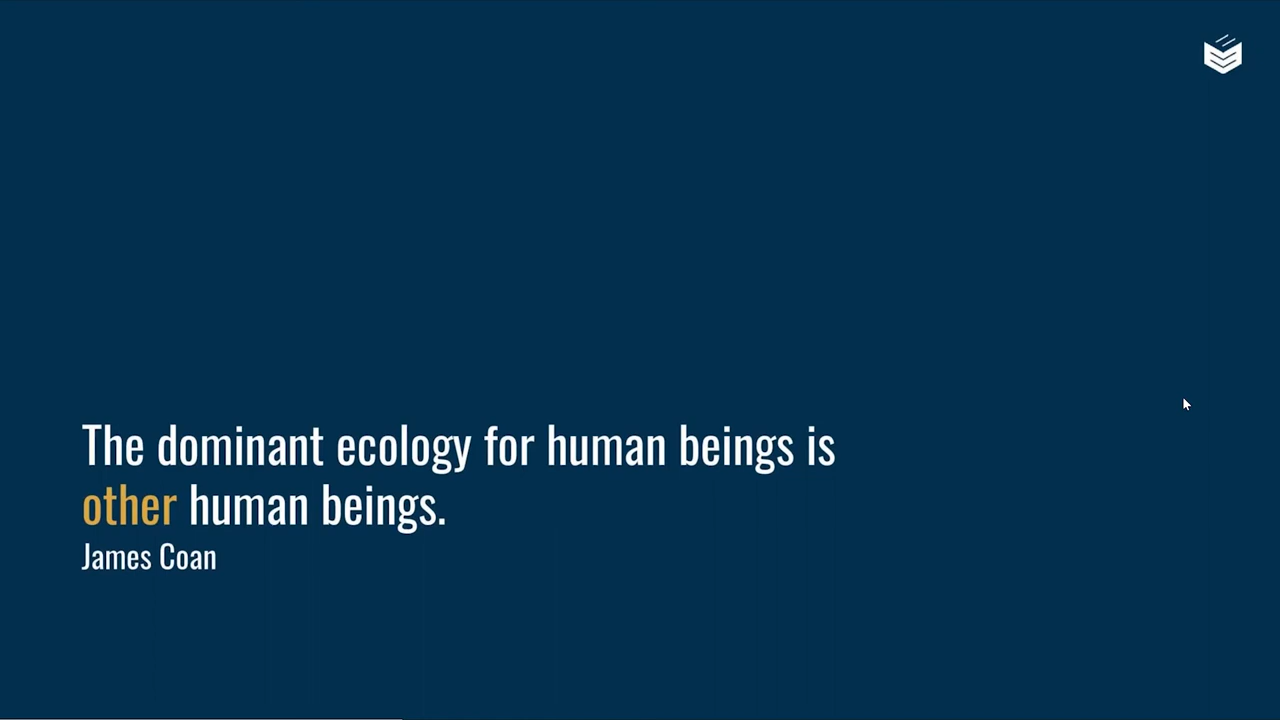 The dominant ecology for human beings is
other human beings.
James Coan